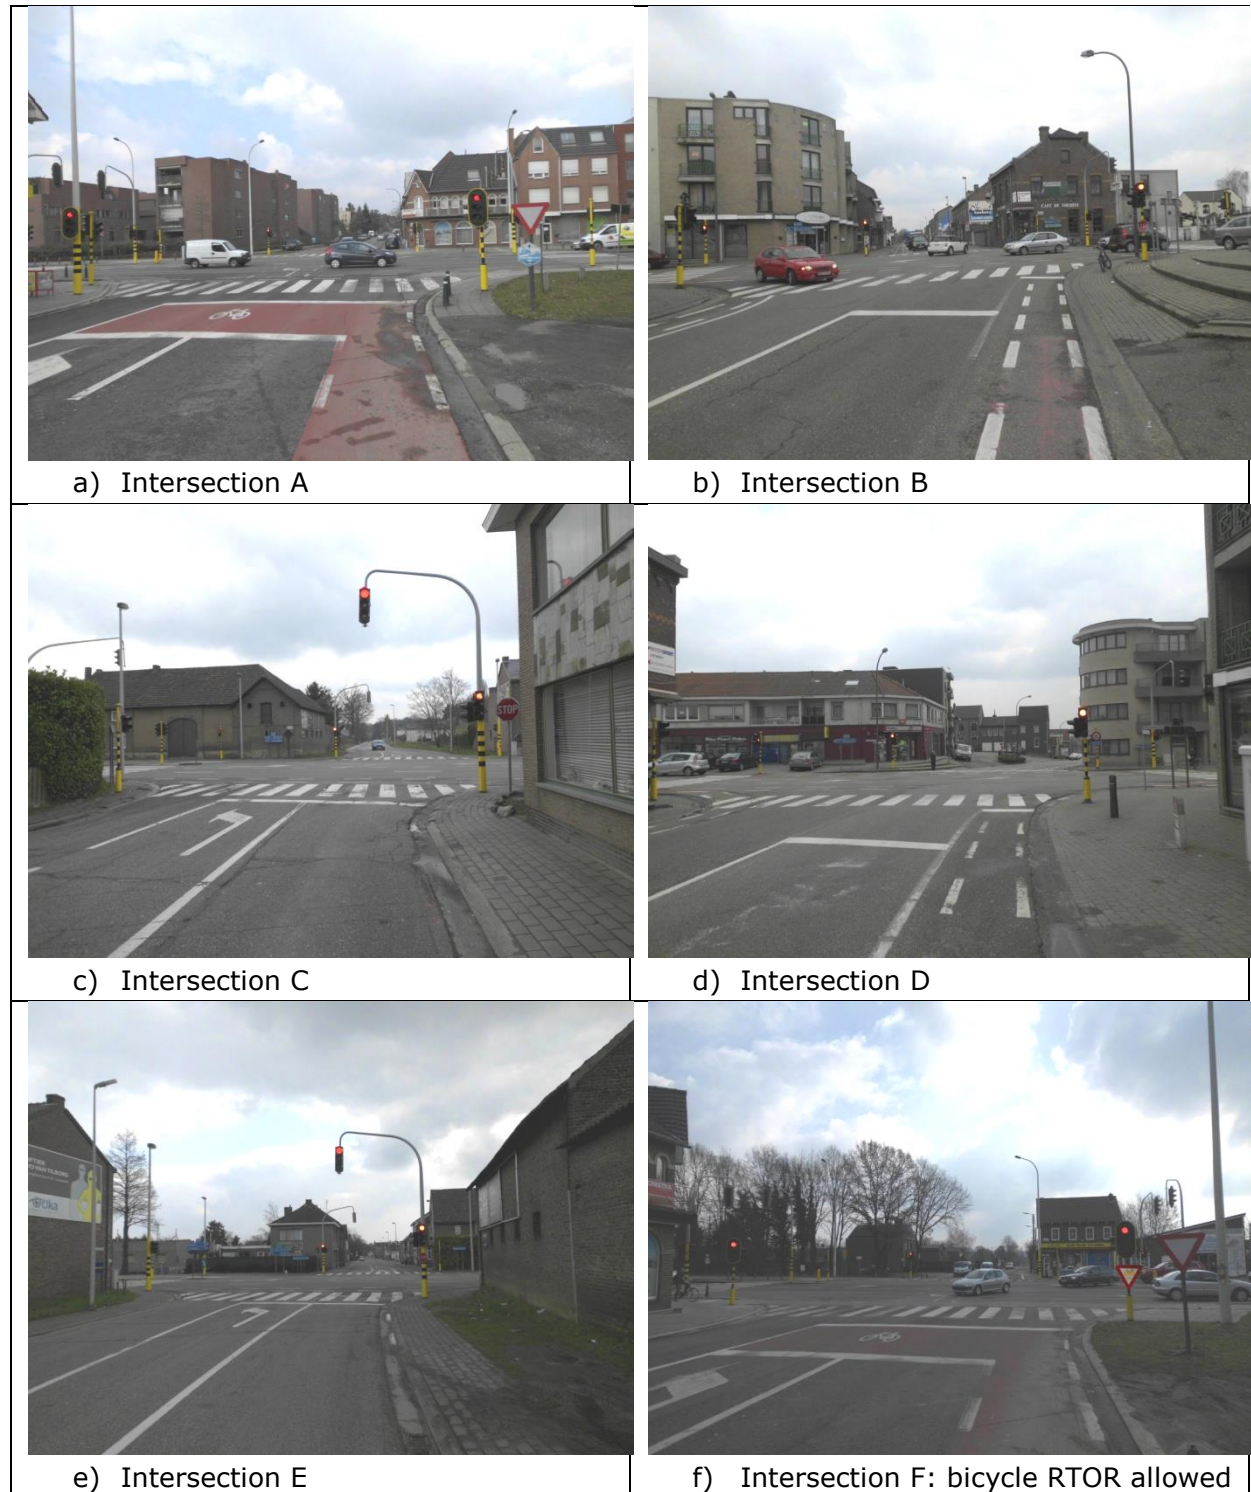 a) Intersection A
b) Intersection B
STOP
c) Intersection C
d) Intersection D
e) Intersection E
f) Intersection F: bicycle RTOR allowed